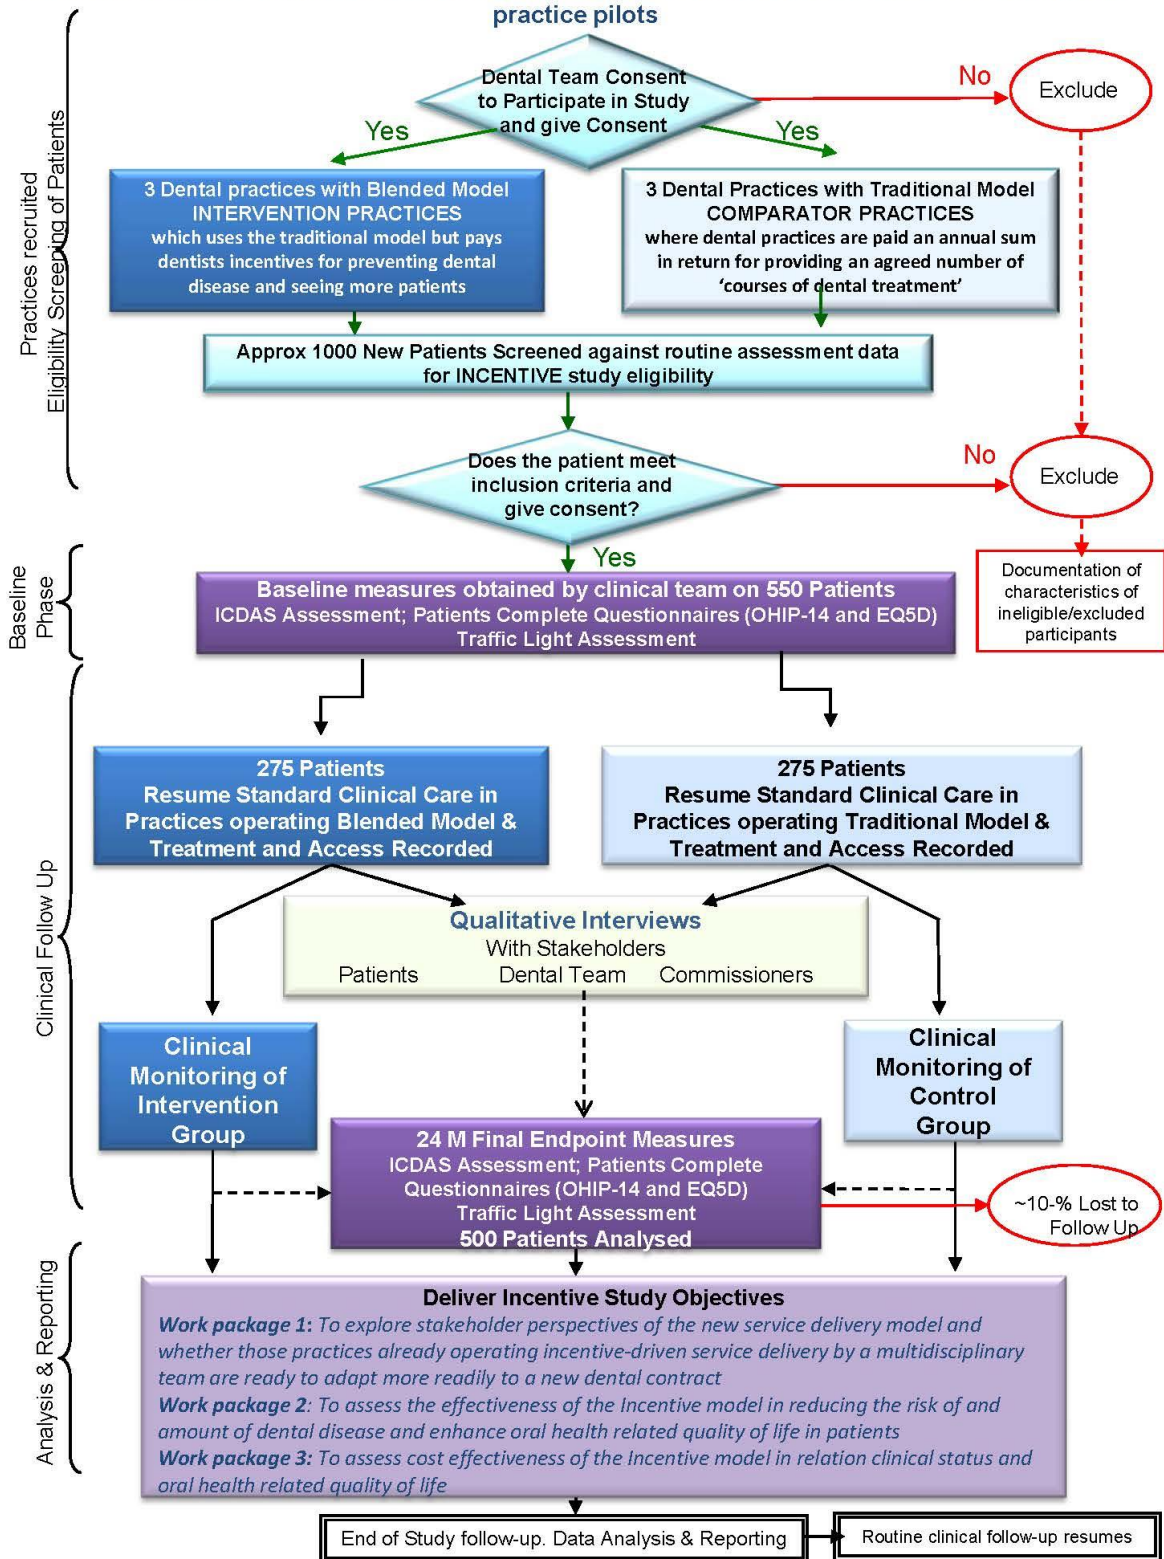 practice pilots
Dental Team Consent
to Participate in Study
and give Consent
No
Exclude
Yes
Yes
3 Dental practices with Blended Model
INTERVENTION PRACTICES
which uses the traditional model but pays
dentists incentives for preventing dental
disease and seeing more patients
3 Dental Practices with Traditional Model
COMPARATOR PRACTICES
where dental practices are paid an annual sum
in return for providing an agreed number of
‘courses of dental treatment’
Practices recruited
Eligibility Screening of Patients
Approx 1000 New Patients Screened against routine assessment data
for INCENTIVE study eligibility
Does the patient meet
inclusion criteria and
give consent?
No
Exclude
Yes
Documentation of
characteristics of
ineligible/excluded
participants
Baseline
Phase
Baseline measures obtained by clinical team on 550 Patients
ICDAS Assessment; Patients Complete Questionnaires (OHIP-14 and EQ5D)
Traffic Light Assessment
275 Patients
Resume Standard Clinical Care in
Practices operating Blended Model &
Treatment and Access Recorded
275 Patients
Resume Standard Clinical Care in
Practices operating Traditional Model &
Treatment and Access Recorded
Clinical Follow Up
Qualitative Interviews
With Stakeholders
Patients Dental Team Commissioners
Clinical
Monitoring of
Intervention
Group
Clinical
Monitoring of
Control
Group
24 M Final Endpoint Measures
ICDAS Assessment; Patients Complete
Questionnaires (OHIP-14 and EQ5D)
Traffic Light Assessment
500 Patients Analysed
~10-% Lost to
Follow Up
Analysis & Reporting
Deliver Incentive Study Objectives
Work package 1: To explore stakeholder perspectives of the new service delivery model and
whether those practices already operating incentive-driven service delivery by a multidisciplinary
team are ready to adapt more readily to a new dental contract
Work package 2: To assess the effectiveness of the Incentive model in reducing the risk of and
amount of dental disease and enhance oral health related quality of life in patients
Work package 3: To assess cost effectiveness of the Incentive model in relation clinical status and
oral health related quality of life
End of Study follow-up. Data Analysis & Reporting
Routine clinical follow-up resumes